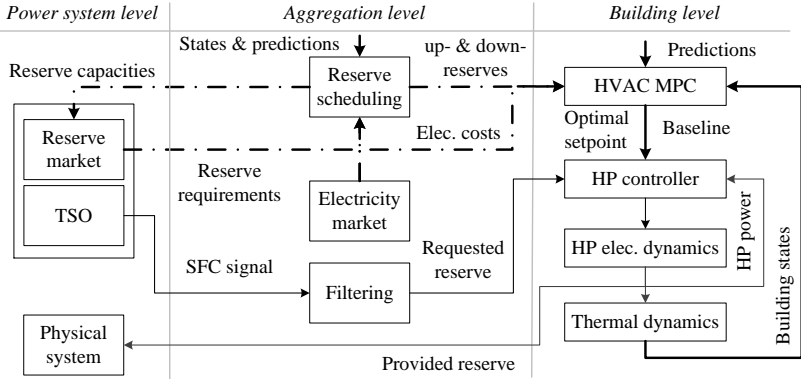 Power system level
Aggregation level
Building level
States & predictions
up- & down-
reserves
Predictions
Reserve capacities
Reserve
scheduling
HVAC MPC
Optimal
setpoint
Baseline
Reserve
market
Elec. costs
Reserve
requirements
TSO
Electricity
market
HP controller
SFC signal
Requested
reserve
HP elec. dynamics
HP power
Building states
Filtering
Thermal dynamics
Physical
system
Provided reserve